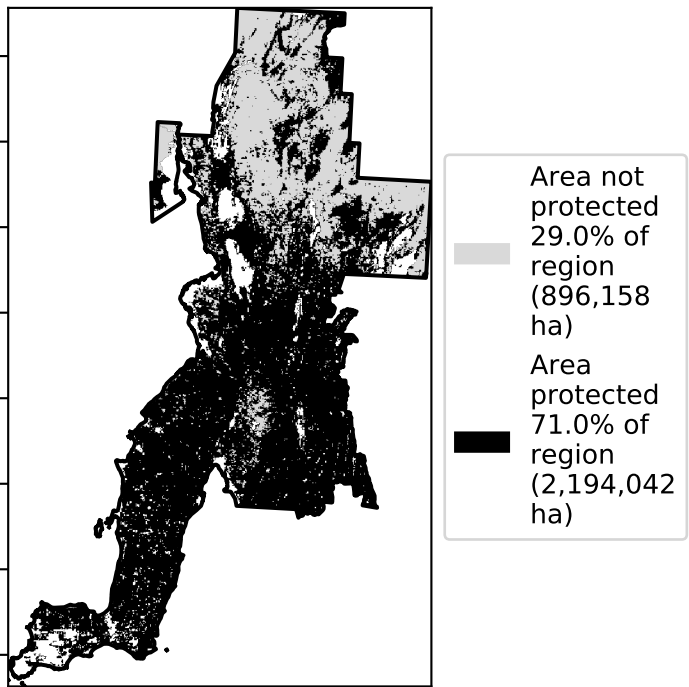 Area not
protected
29.0% of
region
(896,158
ha)
Area
protected
71.0% of
region
(2,194,042
ha)